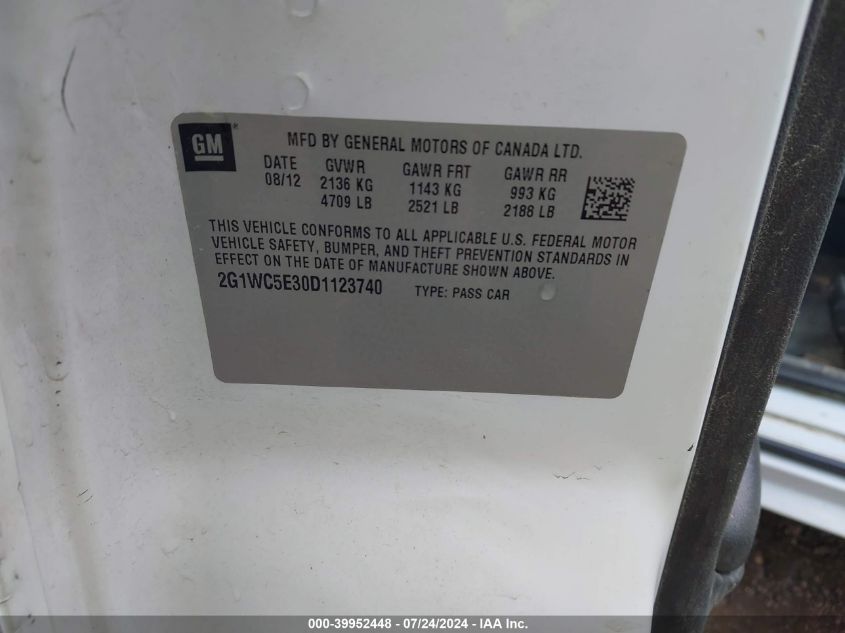 GM
MFD BY GENERAL MOTORS OF CANADA LTD.
DATE GVWR GAWR FRT GAWR RR
08/12 2136 KG 1143 KG 993 KG
4709 LB 2521 LB 2188 LB
THIS VEHICLE CONFORMS TO ALL APPLICABLE U.S. FEDERAL MOTOR
VEHICLE SAFETY, BUMPER, AND THEFT PREVENTION STANDARDS IN
EFFECT ON THE DATE OF MANUFACTURE SHOWN ABOVE.
2G1WC5E30D1123740 TYPE: PASS CAR
000-39952448 - 07/24/2024 - IAA Inc.